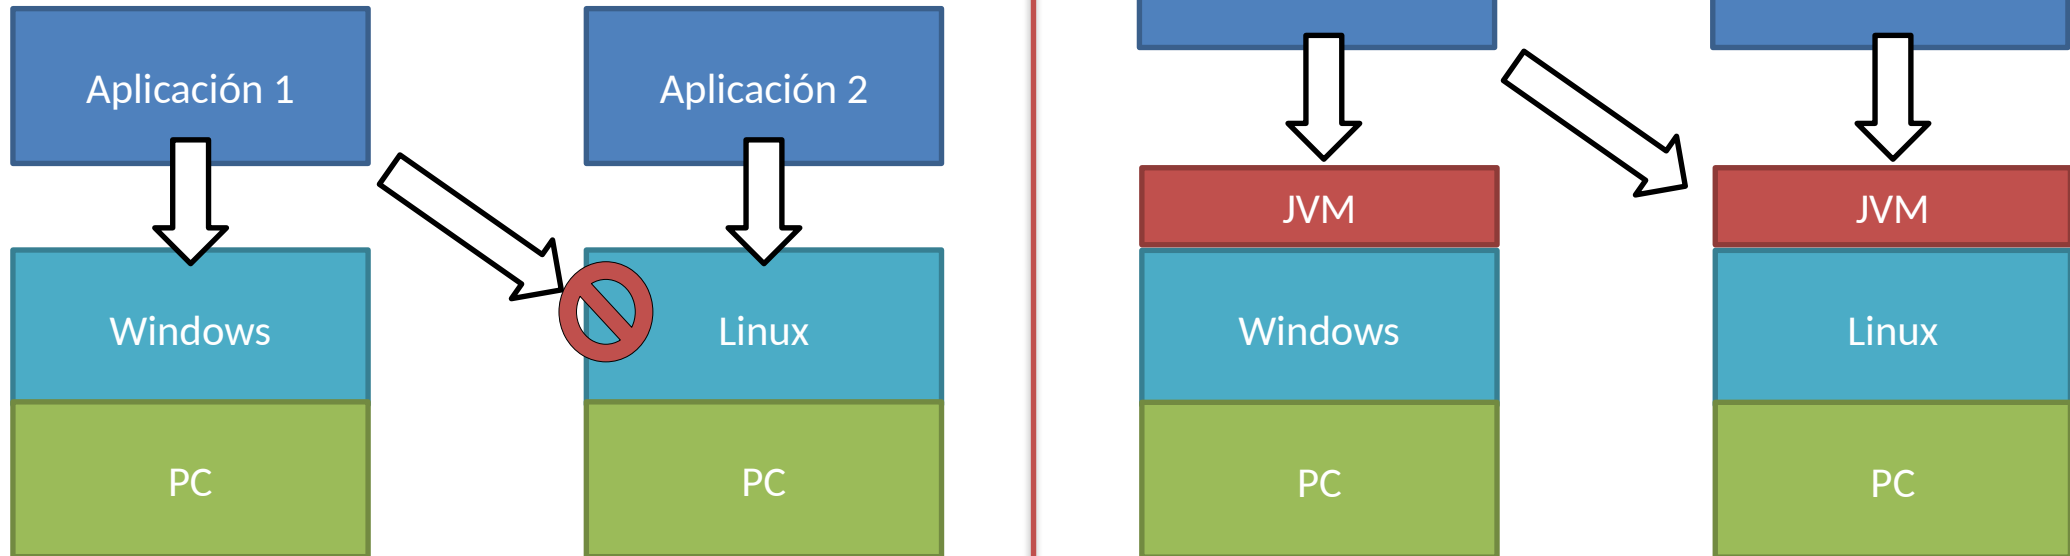 Aplicación 1
Aplicación 2
Windows
Linux
PC
PC
JVM
JVM
Windows
Linux
PC
PC